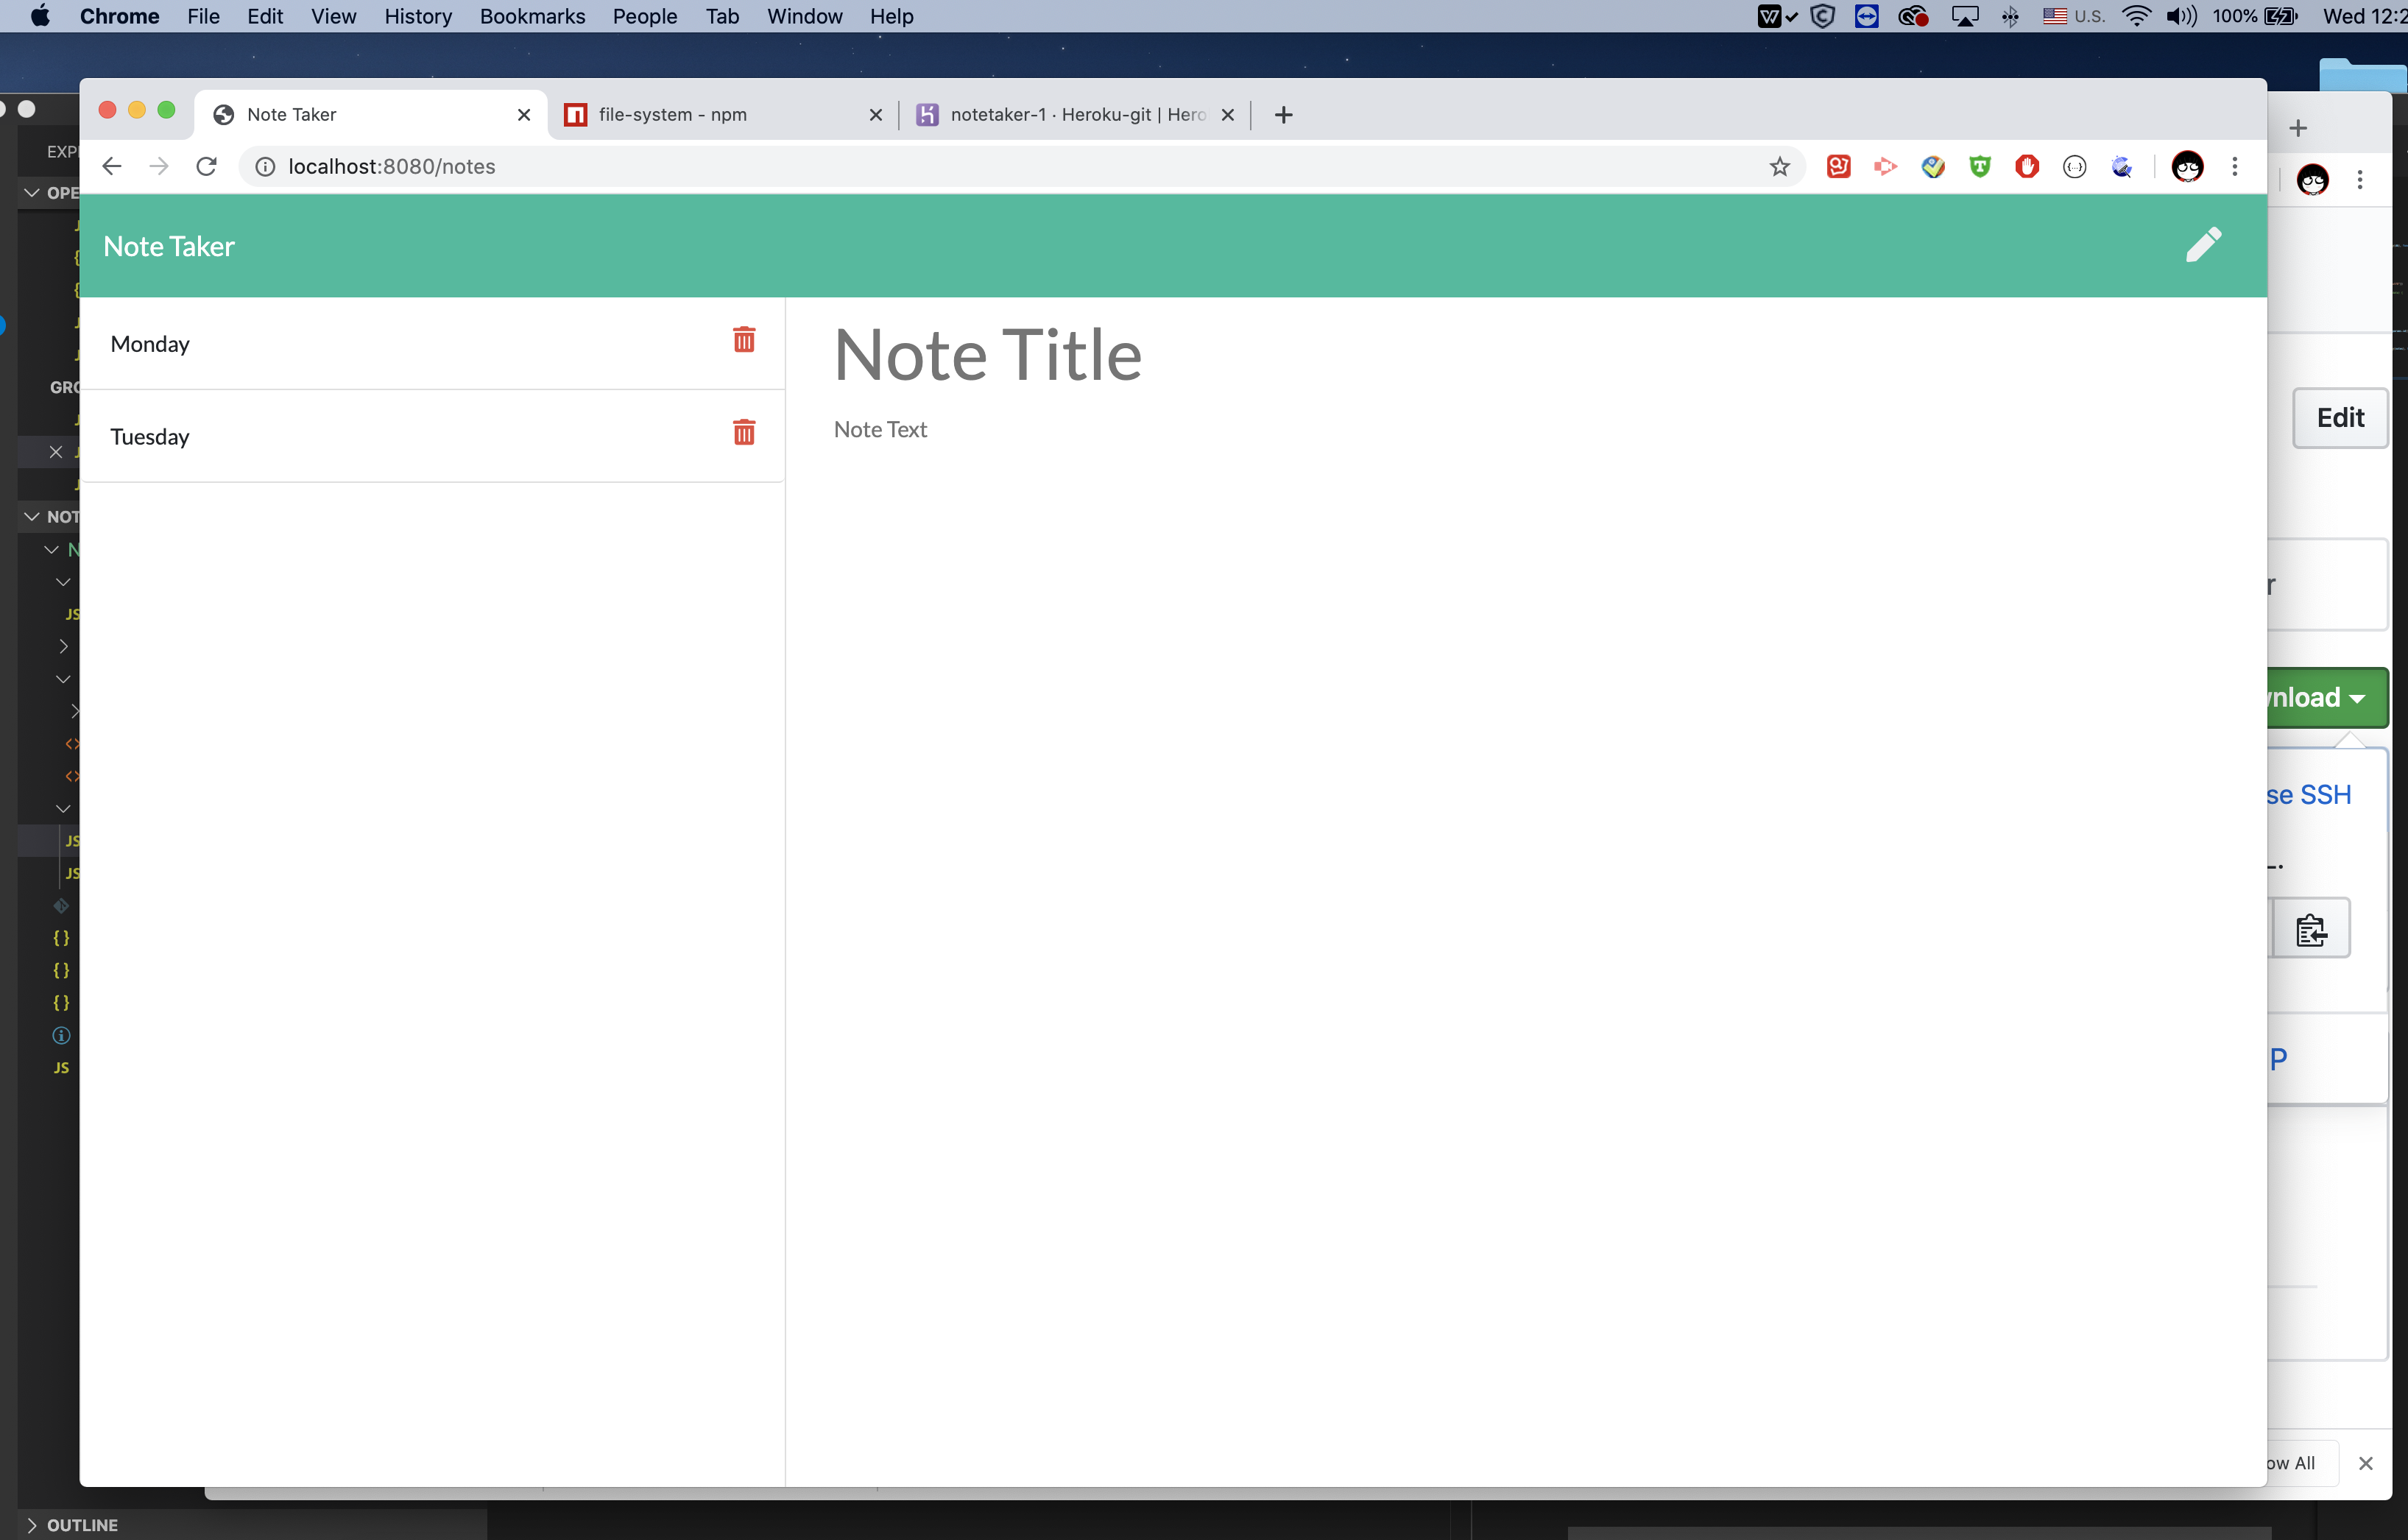 Chrome File Edit View History Bookmarks People Tab Window Help U.S. 100% Wed 12:2
Note Taker
file-system - npm
notetaker-1 · Heroku-git | Hero
localhost:8080/notes
Note Taker
Monday
Tuesday
Note Title
Note Text
EXP
OPE
GRO
NOT
N
JS
JS
JS
JS
OUTLINE
Edit
r
nload
se SSH
P
ow All